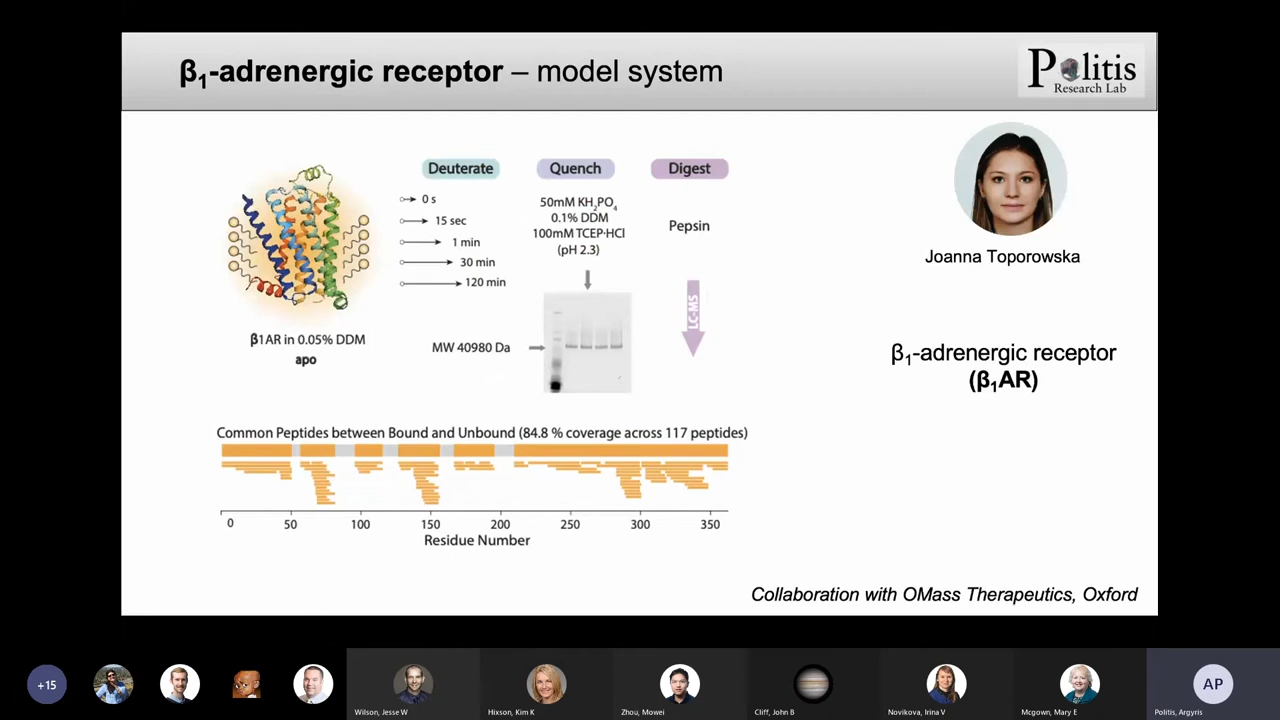 β₁-adrenergic receptor – model system
Politis
Research Lab
Deuterate
Quench
Digest
0 s
15 sec
1 min
30 min
120 min
50mM KH₂PO₄
0.1% DDM
100mM TCEP·HCl
(pH 2.3)
Pepsin
LC-MS
MW 40980 Da
β1AR in 0.05% DDM
apo
Joanna Toporowska
β₁-adrenergic receptor
(β₁AR)
Common Peptides between Bound and Unbound (84.8 % coverage across 117 peptides)
0 50 100 150 200 250 300 350
Residue Number
Collaboration with OMass Therapeutics, Oxford
+15
AP
Wilson, Jesse W
Hixson, Kim K
Zhou, Mowei
Cliff, John B
Novikova, Irina V
Mcgown, Mary E
Politis, Argyris